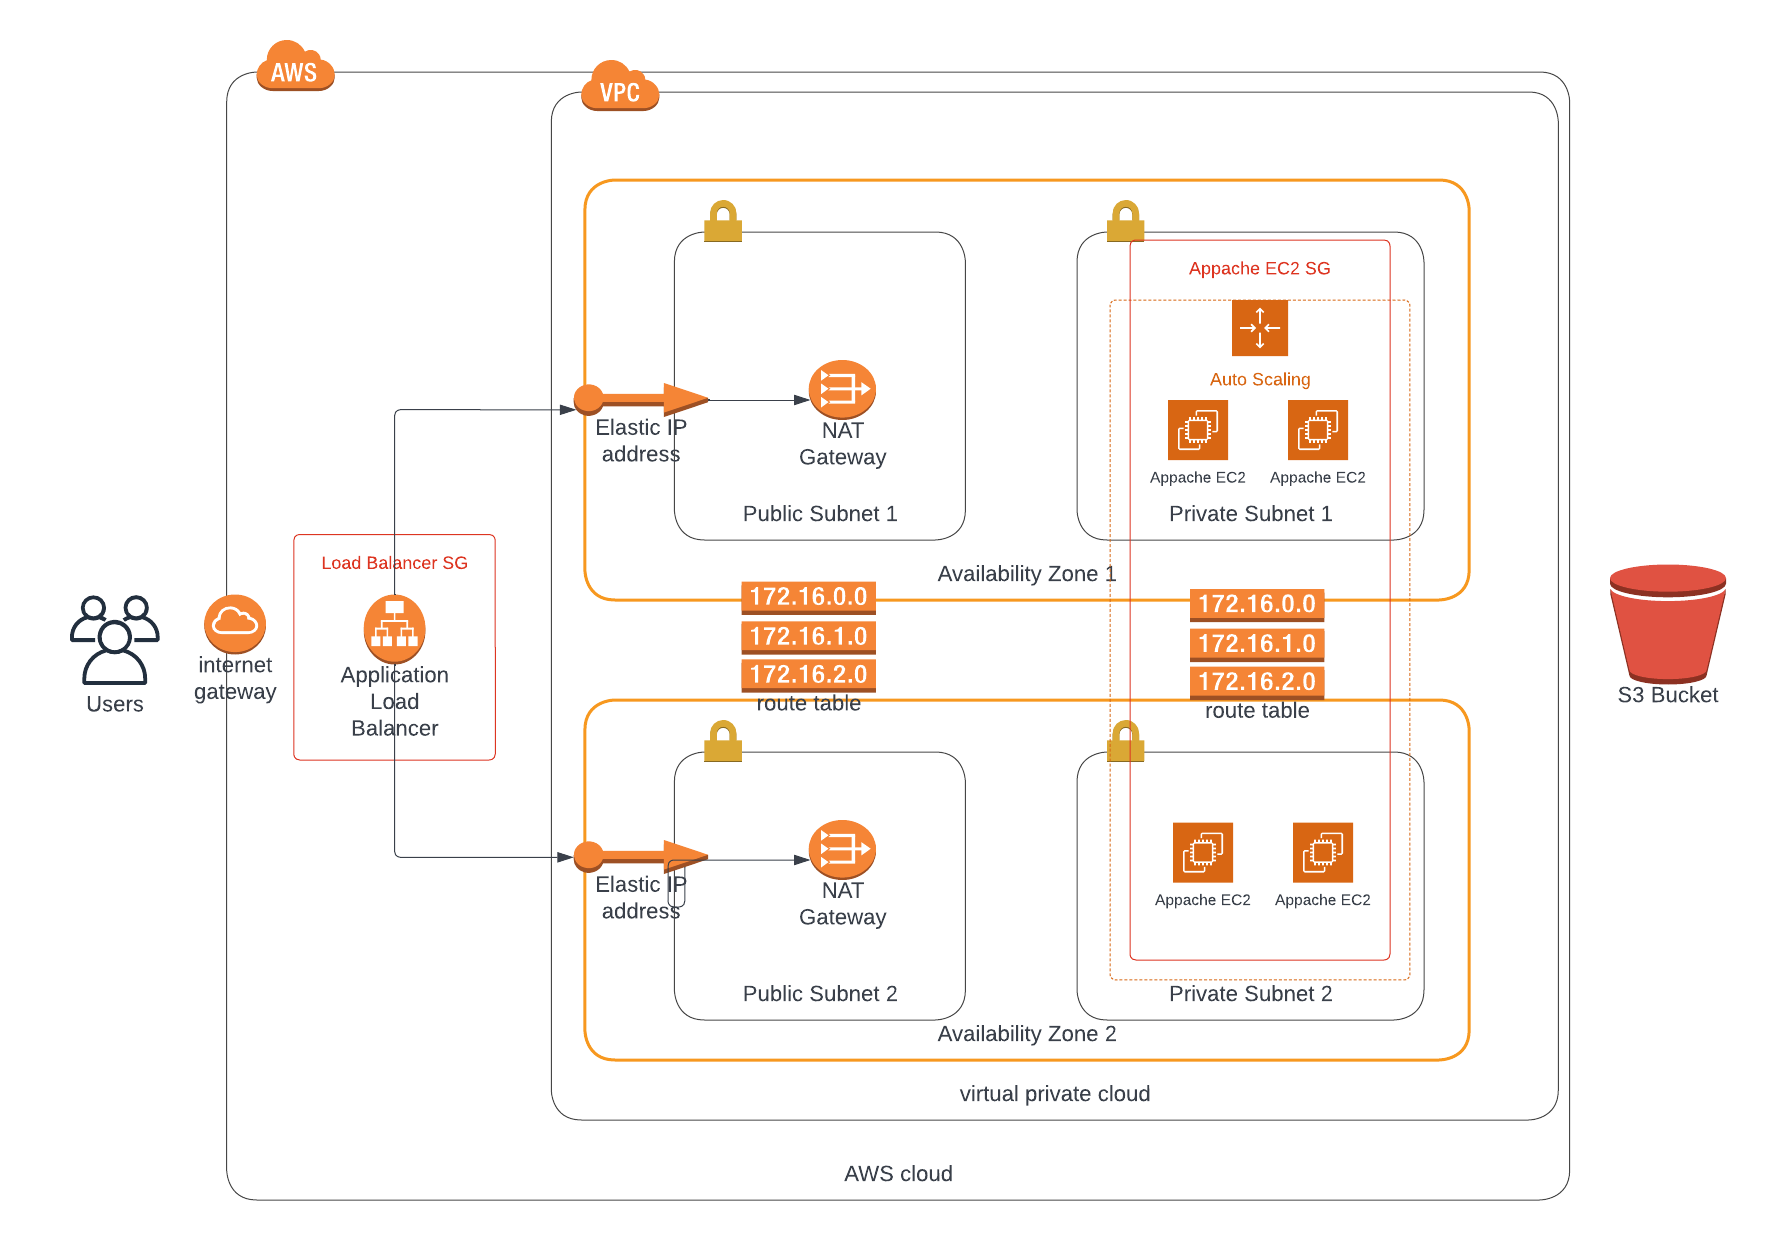 AWS
VPC
Appache EC2 SG
Auto Scaling
Elastic IP
address
NAT
Gateway
Appache EC2
Appache EC2
Public Subnet 1
Private Subnet 1
Load Balancer SG
Availability Zone 1
172.16.0.0
172.16.1.0
172.16.2.0
route table
172.16.0.0
172.16.1.0
172.16.2.0
route table
Users
internet
gateway
Application
Load
Balancer
S3 Bucket
Elastic IP
address
NAT
Gateway
Appache EC2
Appache EC2
Public Subnet 2
Private Subnet 2
Availability Zone 2
virtual private cloud
AWS cloud